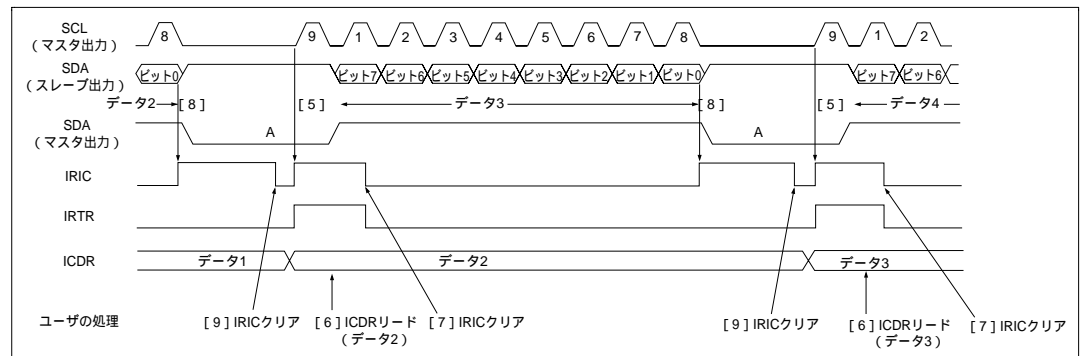 SCL
(マスタ出力)
8 9 1 2 3 4 5 6 7 8 9 1 2
SDA
(スレーブ出力)
ビット0 ビット7 ビット6 ビット5 ビット4 ビット3 ビット2 ビット1 ビット0 ビット7 ビット6
データ2 [8] [5] データ3 [8] [5] データ4
SDA
(マスタ出力)
A A
IRIC
IRTR
ICDR
データ1 データ2 データ3
ユーザの処理
[9] IRICクリア [6] ICDRリード [7] IRICクリア [9] IRICクリア [6] ICDRリード [7] IRICクリア
(データ2) (データ3)